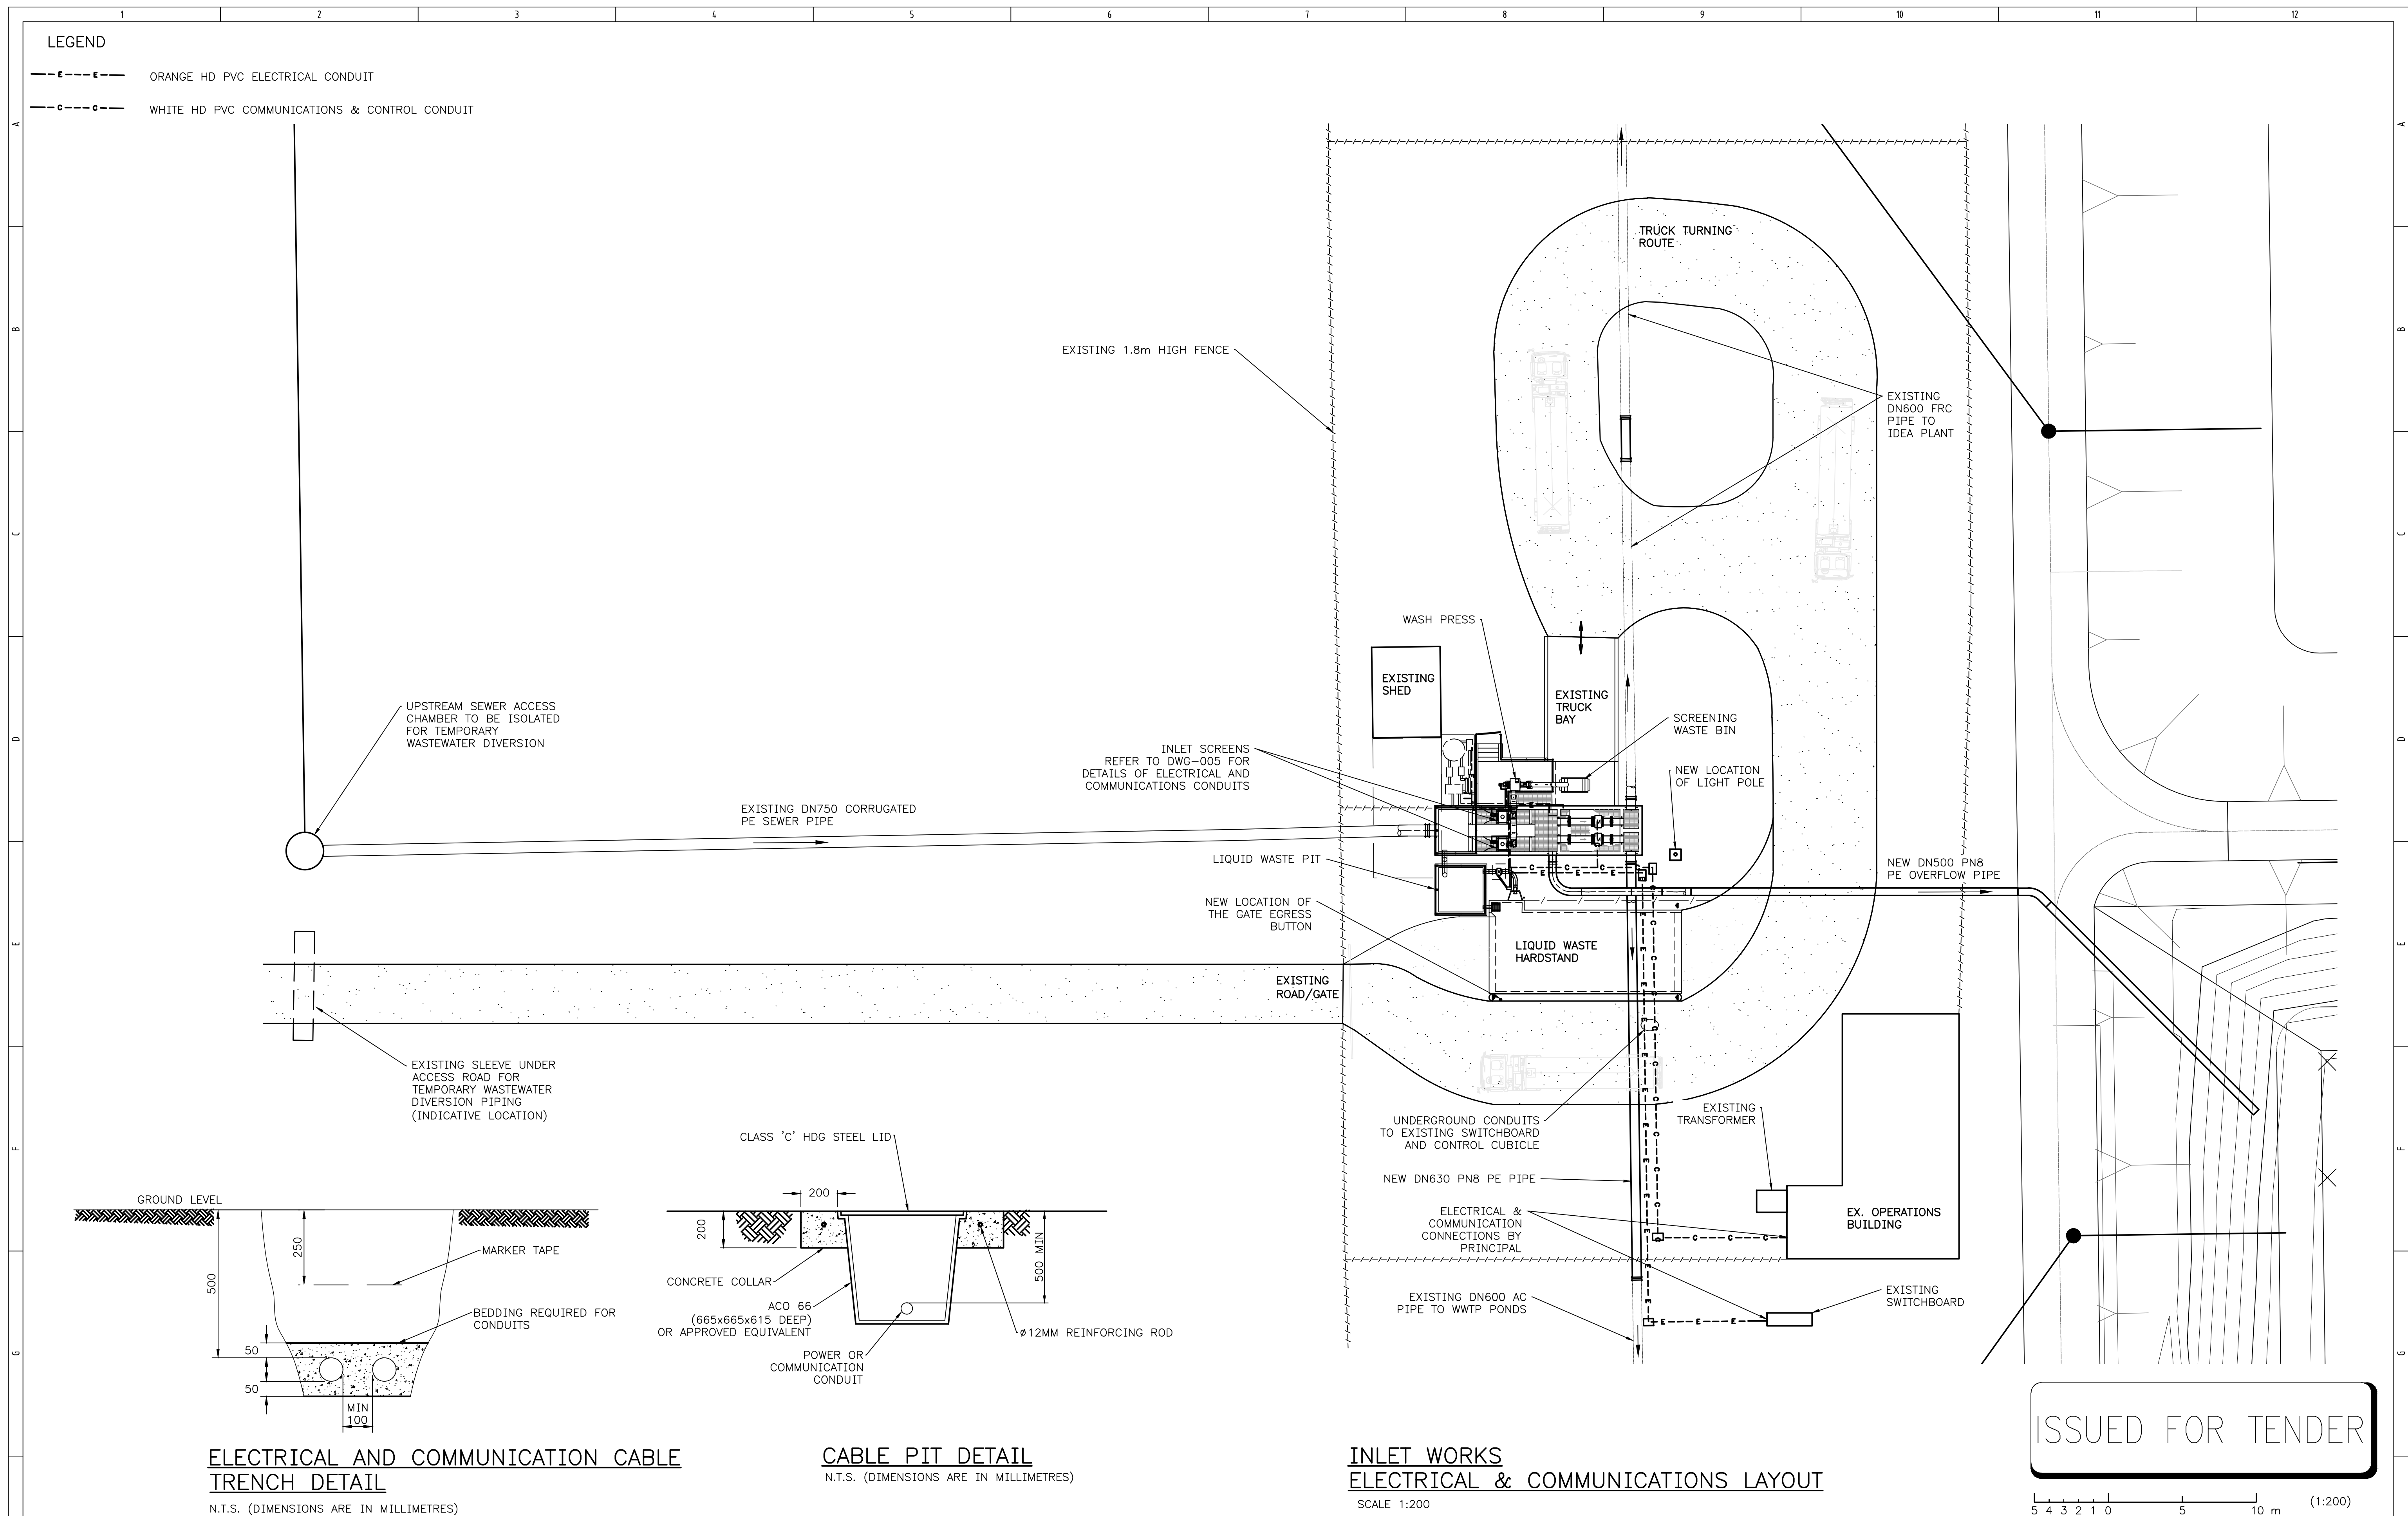 1 2 3 4 5 6 7 8 9 10 11 12
LEGEND
E E ORANGE HD PVC ELECTRICAL CONDUIT
C C WHITE HD PVC COMMUNICATIONS & CONTROL CONDUIT
A
B
C
D
E
F
G
A
B
C
D
E
F
G
TRUCK TURNING
ROUTE
EXISTING 1.8m HIGH FENCE
EXISTING
DN600 FRC
PIPE TO
IDEA PLANT
WASH PRESS
EXISTING
SHED
EXISTING
TRUCK
BAY
SCREENING
WASTE BIN
UPSTREAM SEWER ACCESS
CHAMBER TO BE ISOLATED
FOR TEMPORARY
WASTEWATER DIVERSION
INLET SCREENS
REFER TO DWG-005 FOR
DETAILS OF ELECTRICAL AND
COMMUNICATIONS CONDUITS
NEW LOCATION
OF LIGHT POLE
EXISTING DN750 CORRUGATED
PE SEWER PIPE
LIQUID WASTE PIT
NEW DN500 PN8
PE OVERFLOW PIPE
NEW LOCATION OF
THE GATE EGRESS
BUTTON
LIQUID WASTE
HARDSTAND
EXISTING
ROAD/GATE
EXISTING SLEEVE UNDER
ACCESS ROAD FOR
TEMPORARY WASTEWATER
DIVERSION PIPING
(INDICATIVE LOCATION)
UNDERGROUND CONDUITS
TO EXISTING SWITCHBOARD
AND CONTROL CUBICLE
EXISTING
TRANSFORMER
NEW DN630 PN8 PE PIPE
ELECTRICAL &
COMMUNICATION
CONNECTIONS BY
PRINCIPAL
EX. OPERATIONS
BUILDING
EXISTING DN600 AC
PIPE TO WWTP PONDS
EXISTING
SWITCHBOARD
C C C
E E E
GROUND LEVEL
250
500
MARKER TAPE
BEDDING REQUIRED FOR
CONDUITS
50
50
MIN
100
ELECTRICAL AND COMMUNICATION CABLE
TRENCH DETAIL
N.T.S. (DIMENSIONS ARE IN MILLIMETRES)
CLASS 'C' HDG STEEL LID
200
200
500 MIN
CONCRETE COLLAR
ACO 66
(665x665x615 DEEP)
OR APPROVED EQUIVALENT
Ø12MM REINFORCING ROD
POWER OR
COMMUNICATION
CONDUIT
CABLE PIT DETAIL
N.T.S. (DIMENSIONS ARE IN MILLIMETRES)
INLET WORKS
ELECTRICAL & COMMUNICATIONS LAYOUT
SCALE 1:200
ISSUED FOR TENDER
5 4 3 2 1 0 5 10 m (1:200)